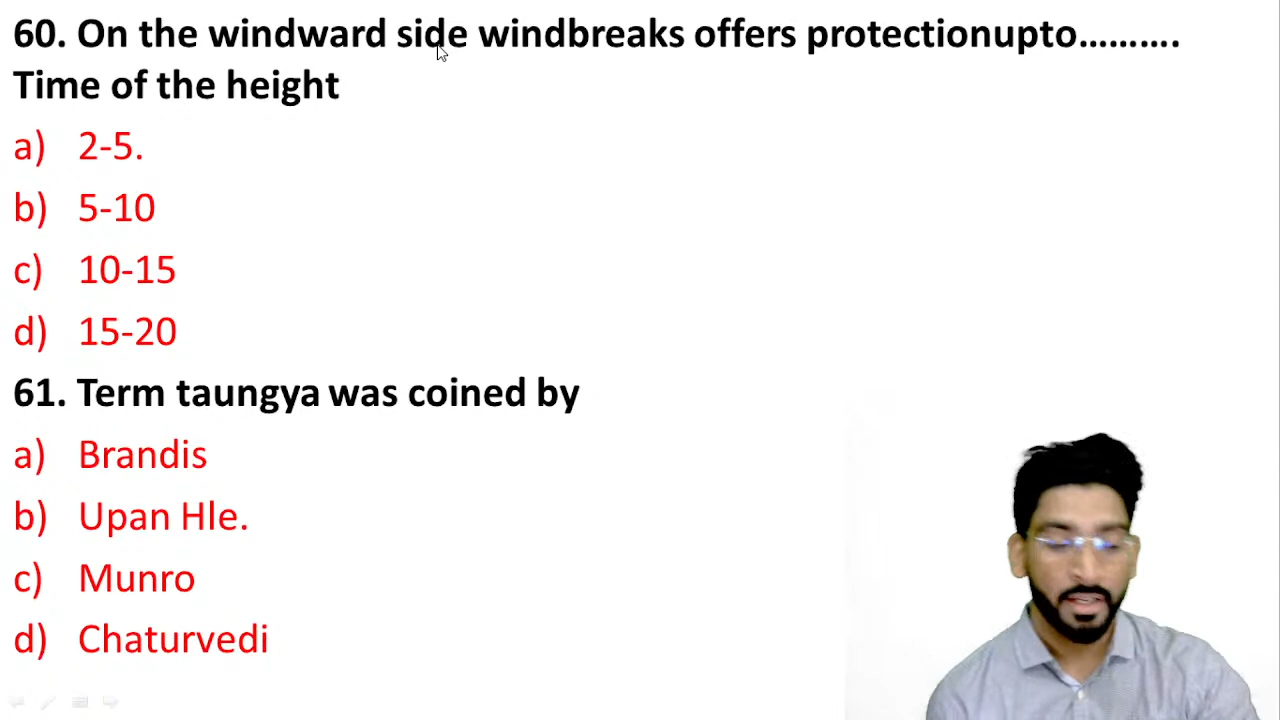 60. On the windward side windbreaks offers protectionupto……….
Time of the height
a) 2-5.
b) 5-10
c) 10-15
d) 15-20
61. Term taungya was coined by
a) Brandis
b) Upan Hle.
c) Munro
d) Chaturvedi